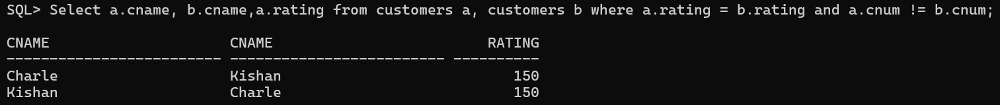 SQL> Select a.cname, b.cname,a.rating from customers a, customers b where a.rating = b.rating and a.cnum != b.cnum;
CNAME                     CNAME                         RATING
------------------------- ------------------------- ----------
Charle                    Kishan                           150
Kishan                    Charle                           150